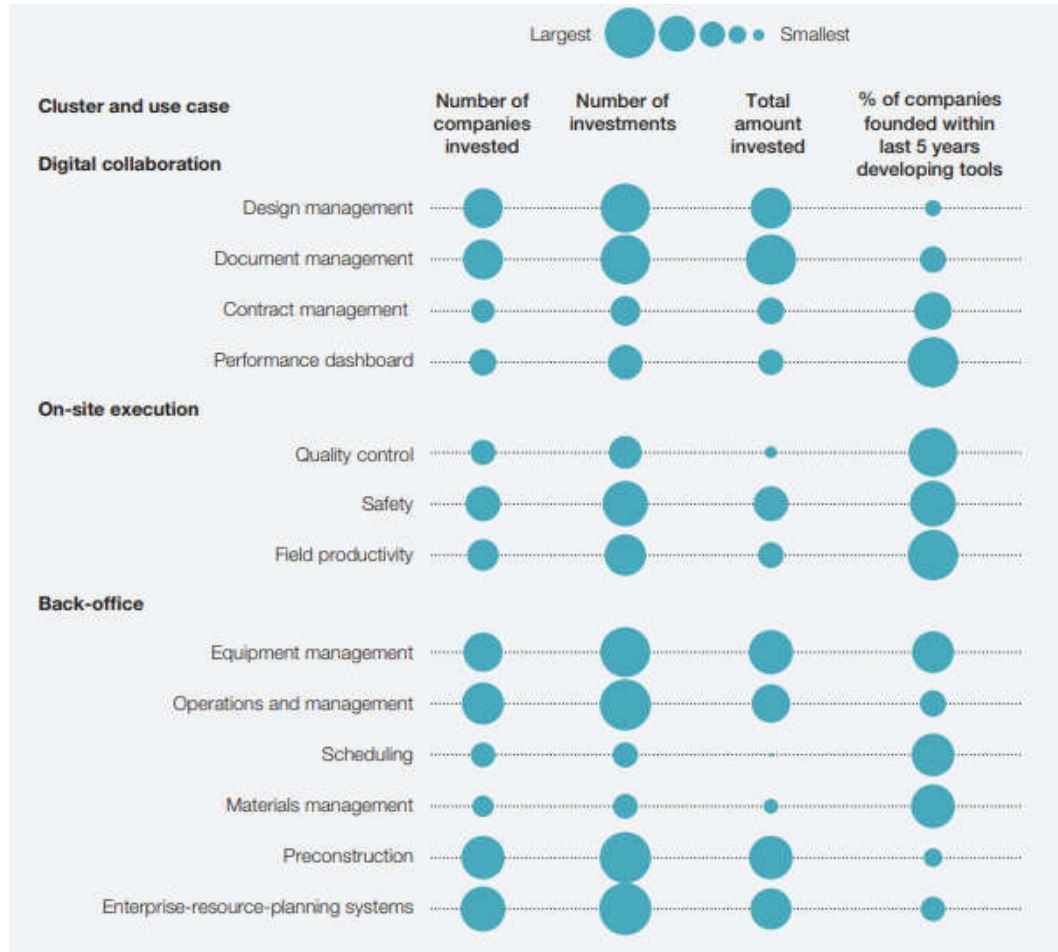 Largest Smallest
Cluster and use case
Number of companies invested
Number of investments
Total amount invested
% of companies founded within last 5 years developing tools
Digital collaboration
Design management
Document management
Contract management
Performance dashboard
On-site execution
Quality control
Safety
Field productivity
Back-office
Equipment management
Operations and management
Scheduling
Materials management
Preconstruction
Enterprise-resource-planning systems